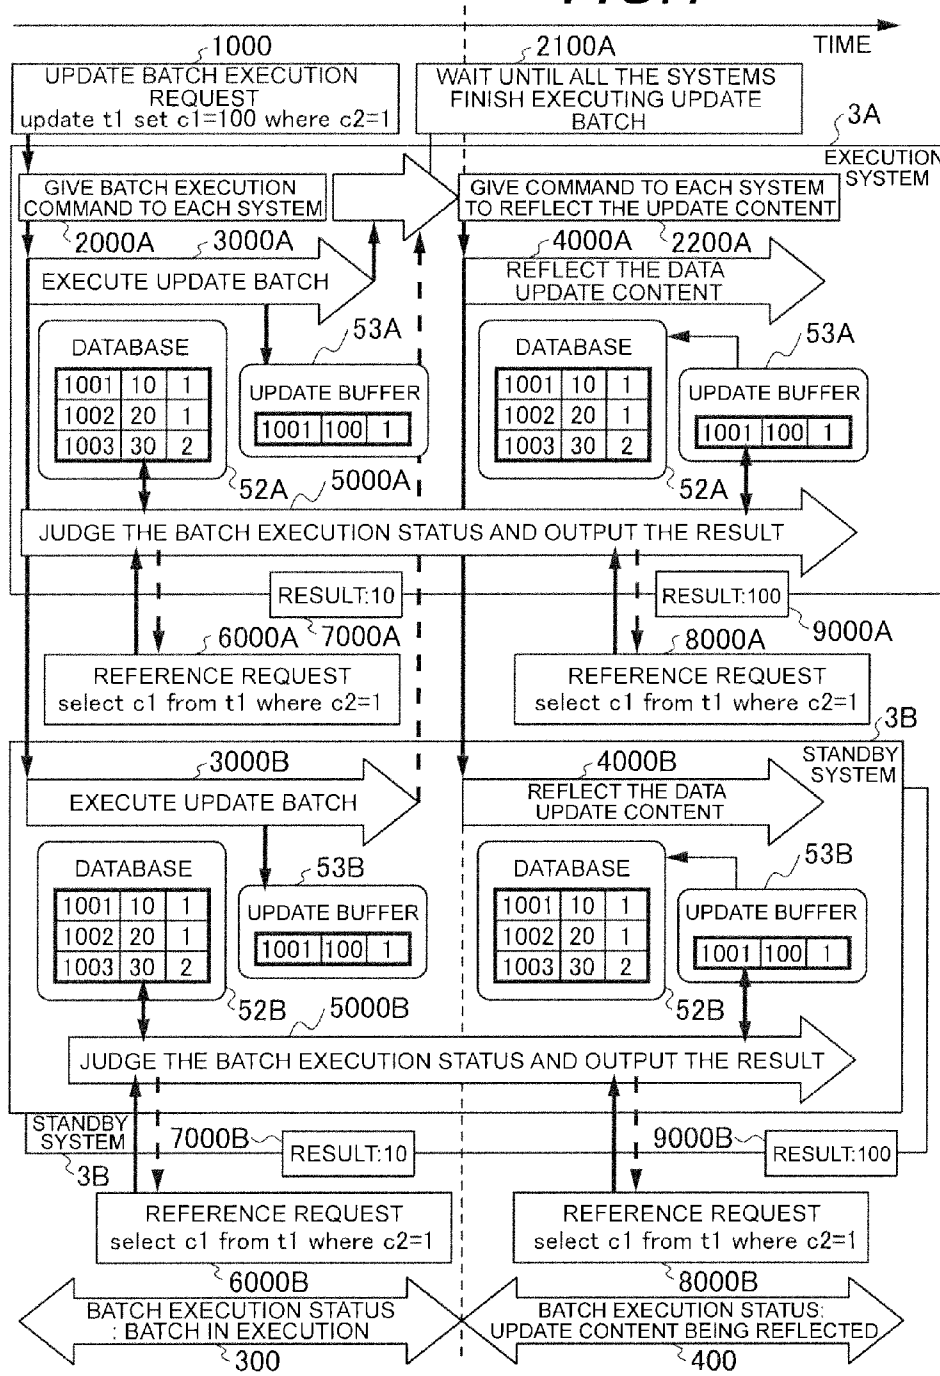 TIME
1000
UPDATE BATCH EXECUTION
REQUEST
update t1 set c1=100 where c2=1
2100A
WAIT UNTIL ALL THE SYSTEMS
FINISH EXECUTING UPDATE
BATCH
3A
EXECUTION
SYSTEM
GIVE BATCH EXECUTION
COMMAND TO EACH SYSTEM
2000A
GIVE COMMAND TO EACH SYSTEM
TO REFLECT THE UPDATE CONTENT
2200A
3000A
EXECUTE UPDATE BATCH
4000A
REFLECT THE DATA
UPDATE CONTENT
DATABASE
1001 10 1
1002 20 1
1003 30 2
52A
53A
UPDATE BUFFER
1001 100 1
DATABASE
1001 10 1
1002 20 1
1003 30 2
52A
53A
UPDATE BUFFER
1001 100 1
5000A
JUDGE THE BATCH EXECUTION STATUS AND OUTPUT THE RESULT
RESULT:10
7000A
RESULT:100
9000A
6000A
REFERENCE REQUEST
select c1 from t1 where c2=1
8000A
REFERENCE REQUEST
select c1 from t1 where c2=1
3B
STANDBY
SYSTEM
3000B
EXECUTE UPDATE BATCH
4000B
REFLECT THE DATA
UPDATE CONTENT
DATABASE
1001 10 1
1002 20 1
1003 30 2
52B
53B
UPDATE BUFFER
1001 100 1
DATABASE
1001 10 1
1002 20 1
1003 30 2
52B
53B
UPDATE BUFFER
1001 100 1
5000B
JUDGE THE BATCH EXECUTION STATUS AND OUTPUT THE RESULT
STANDBY
SYSTEM
3B
7000B
RESULT:10
9000B
RESULT:100
REFERENCE REQUEST
select c1 from t1 where c2=1
6000B
REFERENCE REQUEST
select c1 from t1 where c2=1
8000B
BATCH EXECUTION STATUS
: BATCH IN EXECUTION
300
BATCH EXECUTION STATUS:
UPDATE CONTENT BEING REFLECTED
400